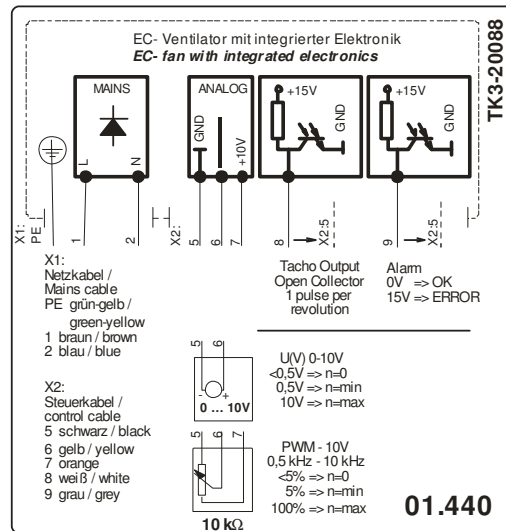 EC- Ventilator mit integrierter Elektronik
EC- fan with integrated electronics
TK3-20088
MAINS
L
N
ANALOG
GND
+10V
+15V
GND
+15V
GND
X1:
PE
1
2
X2:
5
6
7
8
X2:5
9
X2:5
X1:
Netzkabel /
Mains cable
PE grün-gelb /
green-yellow
1 braun / brown
2 blau / blue
X2:
Steuerkabel /
control cable
5 schwarz / black
6 gelb / yellow
7 orange
8 weiß / white
9 grau / grey
Tacho Output
Open Collector
1 pulse per
revolution
Alarm
0V => OK
15V => ERROR
5
6
- +
0 ... 10V
U(V) 0-10V
<0,5V => n=0
0,5V => n=min
10V => n=max
5
6
7
10 kΩ
PWM - 10V
0,5 kHz - 10 kHz
<5% => n=0
5% => n=min
100% => n=max
01.440